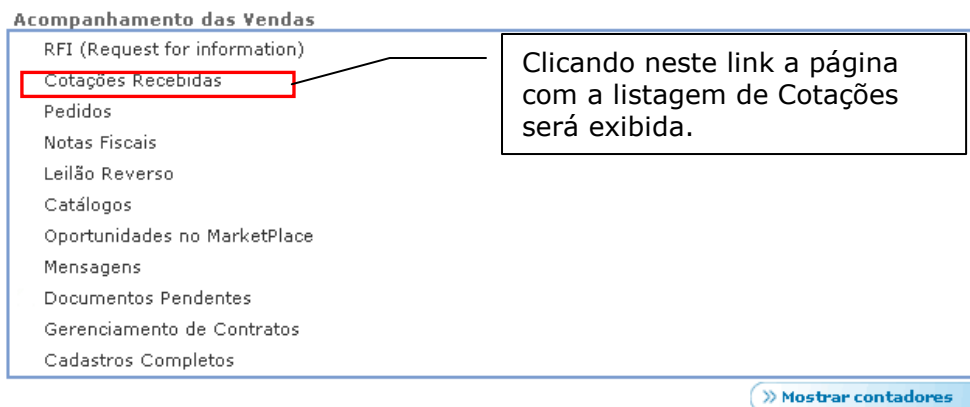 Acompanhamento das Vendas
RFI (Request for information)
Cotações Recebidas
Pedidos
Notas Fiscais
Leilão Reverso
Catálogos
Oportunidades no MarketPlace
Mensagens
Documentos Pendentes
Gerenciamento de Contratos
Cadastros Completos
Clicando neste link a página
com a listagem de Cotações
será exibida.
Mostrar contadores